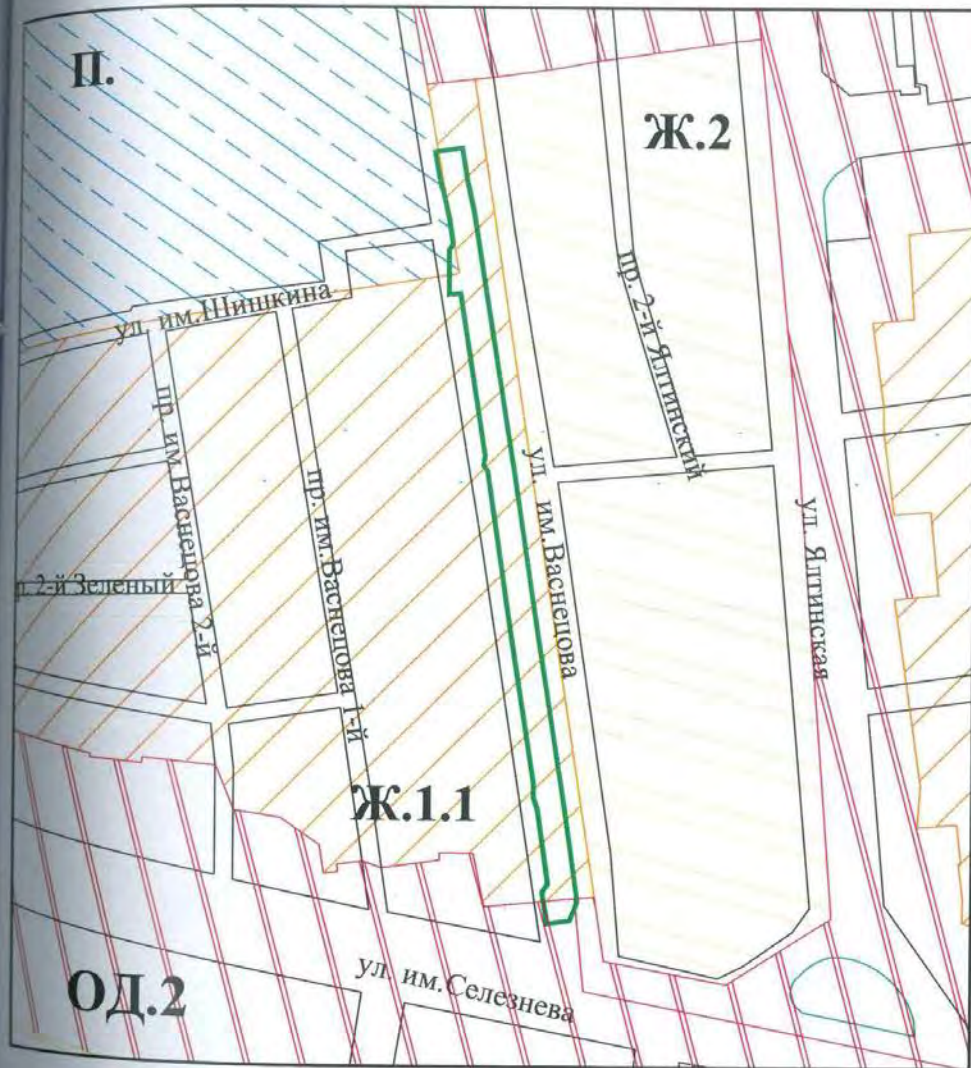 П.
Ж.2
ул. им.Шишкина
пр. 2-й Ялтинский
пр. им.Васнецова 2-й
пр. им.Васнецова 1-й
ул. им.Васнецова
ул. Ялтинская
2-й Зеленый
Ж.1.1
ОД.2
ул. им.Селезнева